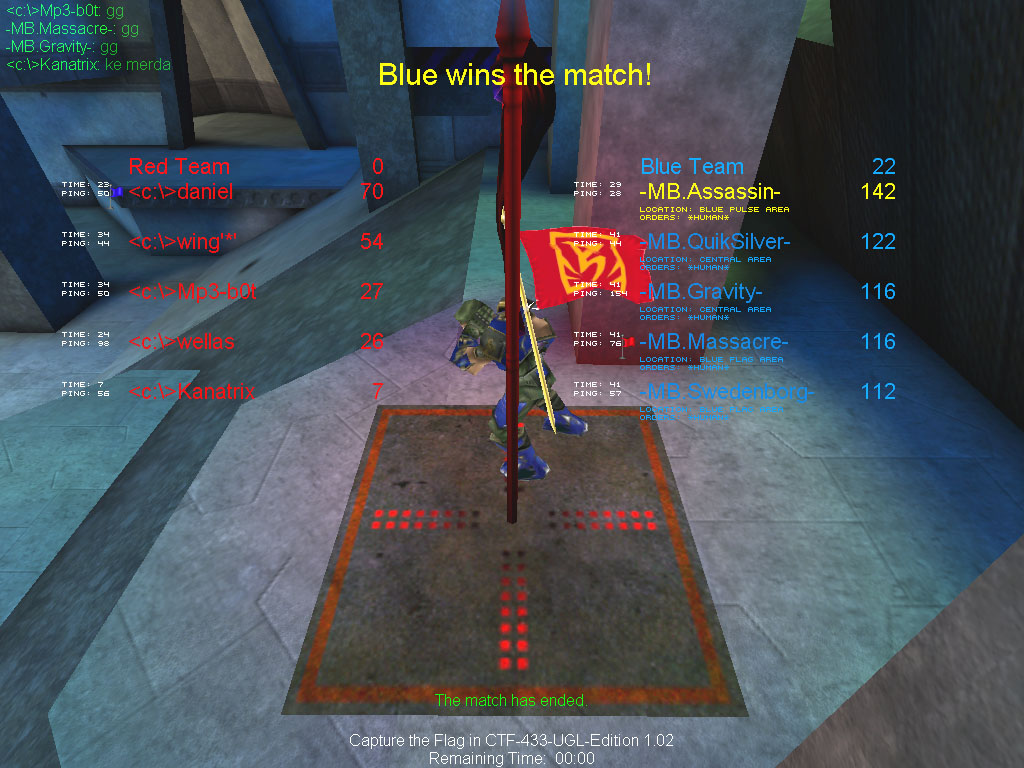 <c:\>Mp3-b0t: gg
-MB.Massacre-: gg
-MB.Gravity-: gg
<c:\>Kanatrix: ke merda
Blue wins the match!
Red Team 0
TIME: 23
PING: 50
<c:\>daniel 70
TIME: 34
PING: 44
<c:\>wing'*' 54
TIME: 34
PING: 50
<c:\>Mp3-b0t 27
TIME: 24
PING: 98
<c:\>wellas 26
TIME: 7
PING: 56
<c:\>Kanatrix 7
Blue Team 22
TIME: 29
PING: 28
-MB.Assassin- 142
LOCATION: BLUE PULSE AREA
ORDERS: *HUMAN*
TIME: 41
PING: 44
-MB.QuikSilver- 122
LOCATION: CENTRAL AREA
ORDERS: *HUMAN*
TIME: 41
PING: 154
-MB.Gravity- 116
LOCATION: CENTRAL AREA
ORDERS: *HUMAN*
TIME: 41
PING: 76
-MB.Massacre- 116
LOCATION: BLUE FLAG AREA
ORDERS: *HUMAN*
TIME: 41
PING: 57
-MB.Swedenborg- 112
LOCATION: BLUE AREA
ORDERS: *HUMAN*
The match has ended.
Capture the Flag in CTF-433-UGL-Edition 1.02
Remaining Time: 00:00